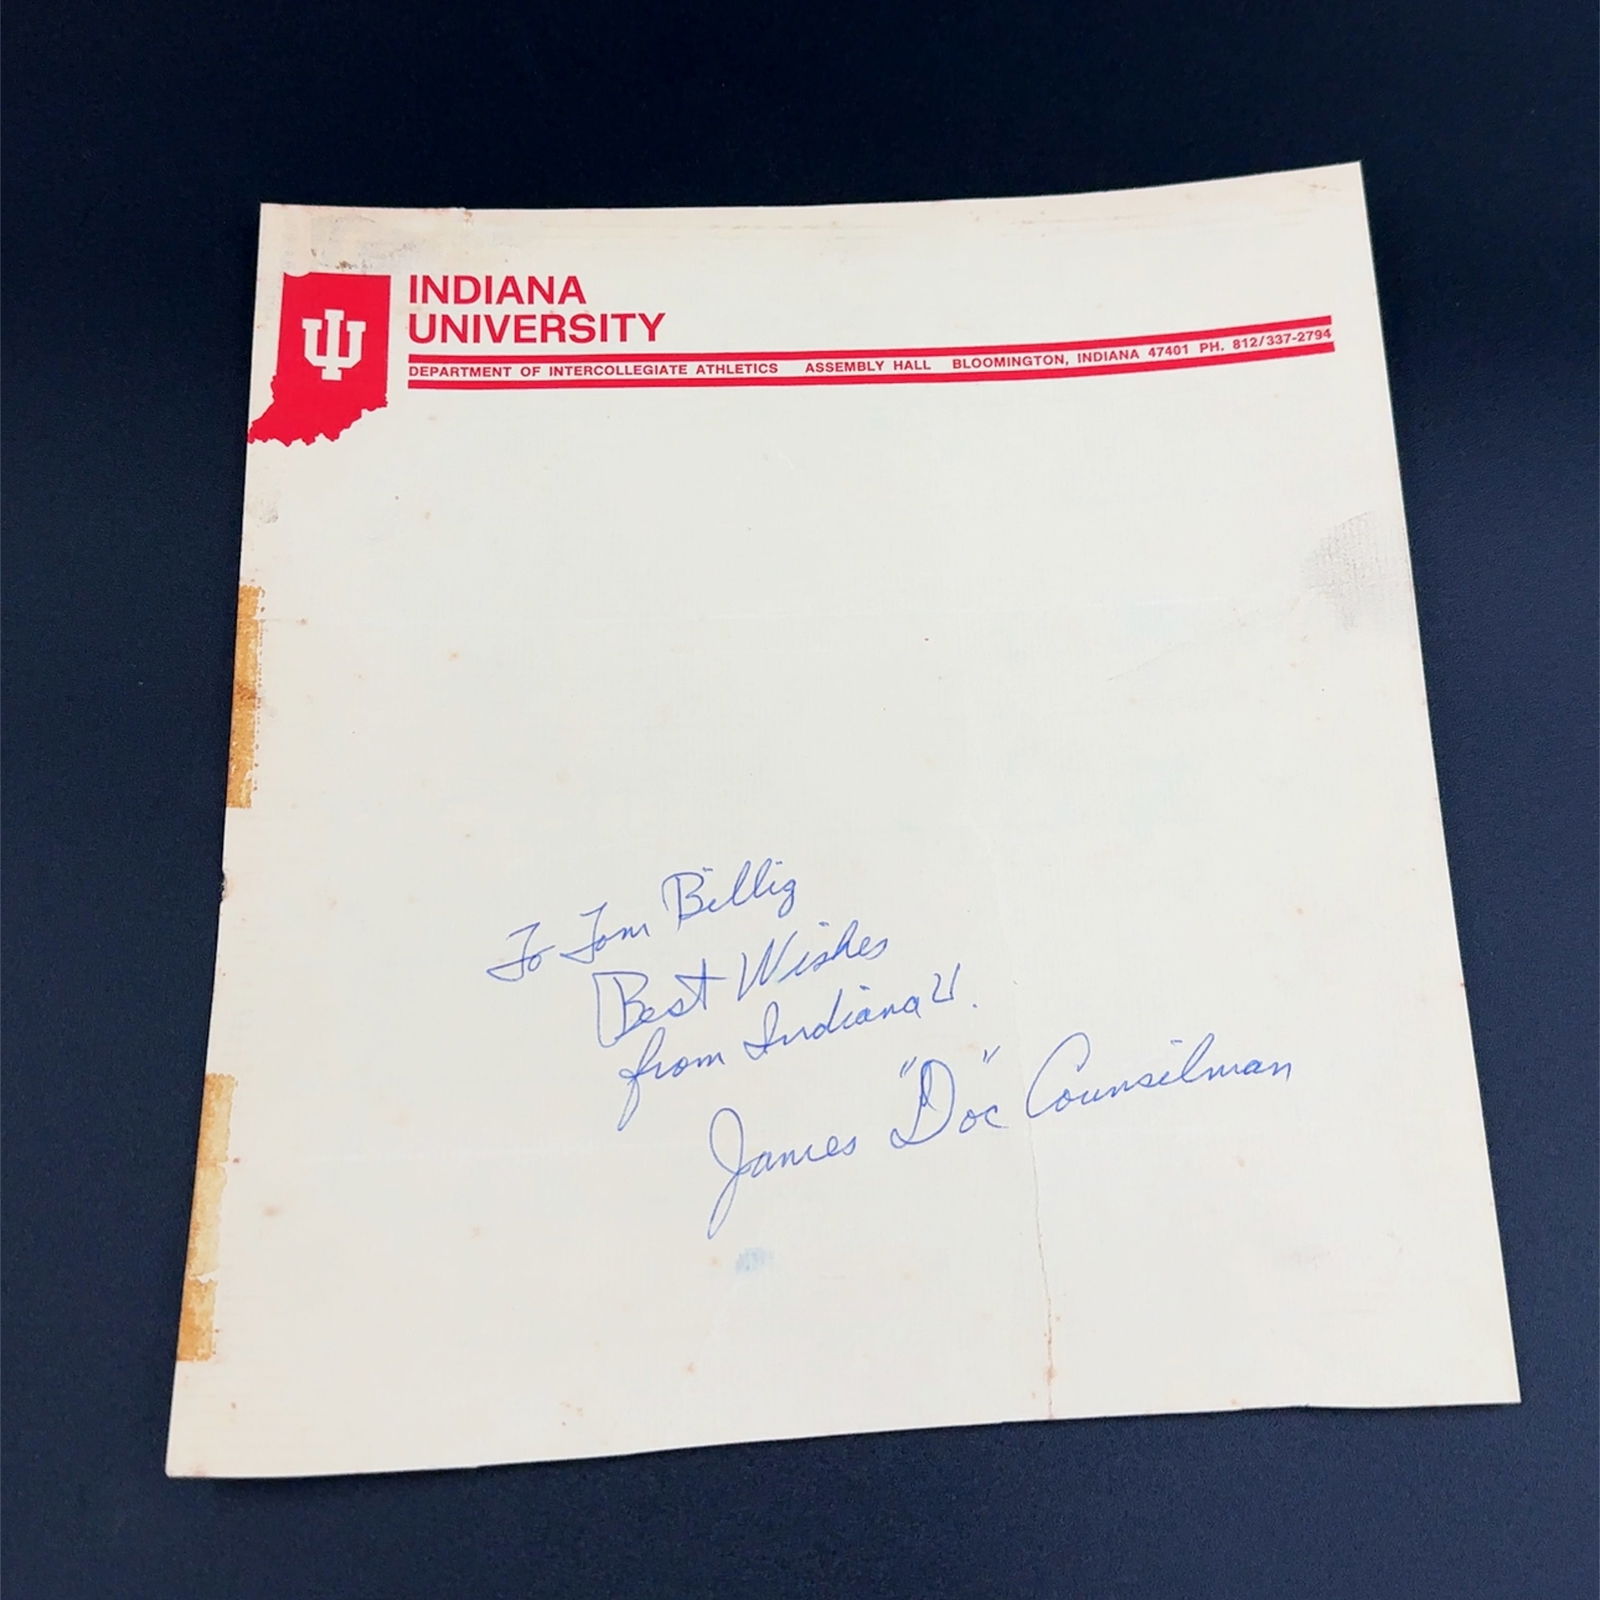 IU
INDIANA
UNIVERSITY
DEPARTMENT OF INTERCOLLEGIATE ATHLETICS ASSEMBLY HALL BLOOMINGTON, INDIANA 47401 PH. 812/337-2794
To Tom Billig
Best Wishes
from Indiana U.
James "Doc" Counsilman